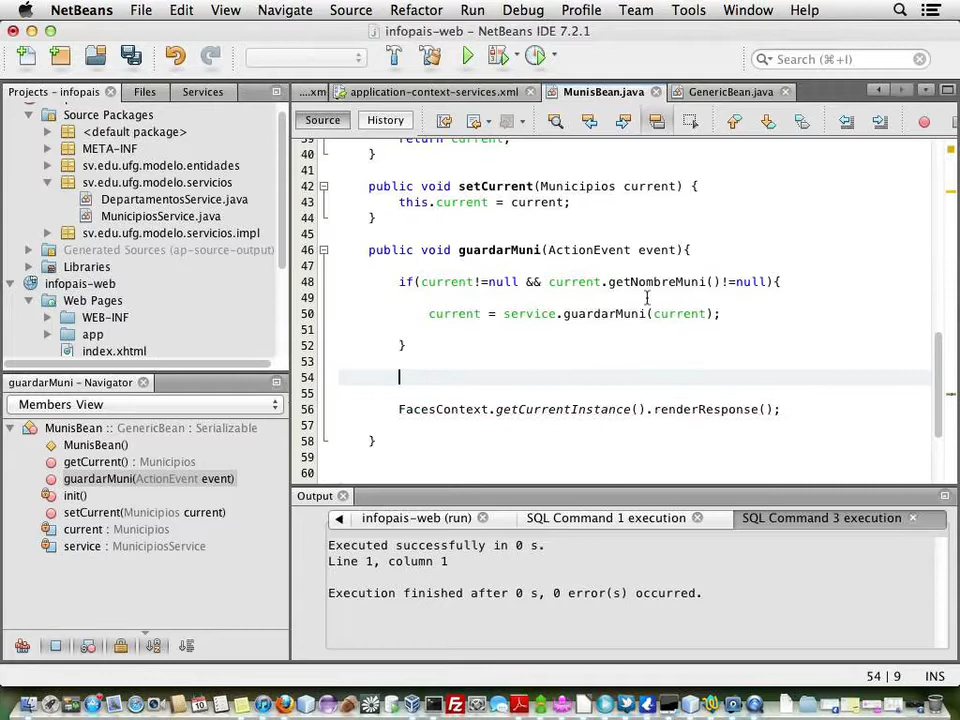 NetBeans File Edit View Navigate Source Refactor Run Debug Profile Team Tools Window Help
infopais-web - NetBeans IDE 7.2.1
Search (⌘+I)
Projects - infopais Files Services
....xm application-context-services.xml MunisBean.java GenericBean.java
Source History
Source Packages
<default package>
META-INF
sv.edu.ufg.modelo.entidades
sv.edu.ufg.modelo.servicios
DepartamentosService.java
MunicipiosService.java
sv.edu.ufg.modelo.servicios.impl
Generated Sources (ap-source-output)
Libraries
infopais-web
Web Pages
WEB-INF
app
index.xhtml
39 return current;
40 }
41
42 public void setCurrent(Municipios current) {
43 this.current = current;
44 }
45
46 public void guardarMuni(ActionEvent event){
47
48 if(current!=null && current.getNombreMuni()!=null){
49
50 current = service.guardarMuni(current);
51
52 }
53
54
55
56 FacesContext.getCurrentInstance().renderResponse();
57
58 }
59
60
guardarMuni - Navigator
Members View
MunisBean :: GenericBean : Serializable
MunisBean()
getCurrent() : Municipios
guardarMuni(ActionEvent event)
init()
setCurrent(Municipios current)
current : Municipios
service : MunicipiosService
Output
infopais-web (run) SQL Command 1 execution SQL Command 3 execution
Executed successfully in 0 s.
Line 1, column 1
Execution finished after 0 s, 0 error(s) occurred.
54 | 9 INS